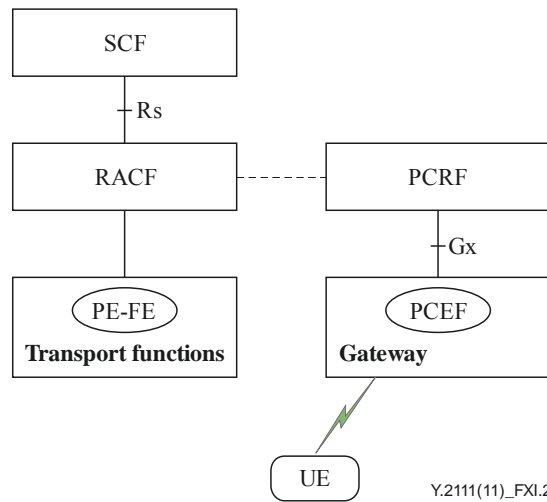 SCF
Rs
RACF
PCRF
Gx
PE-FE
Transport functions
PCEF
Gateway
UE
Y.2111(11)_FXI.2